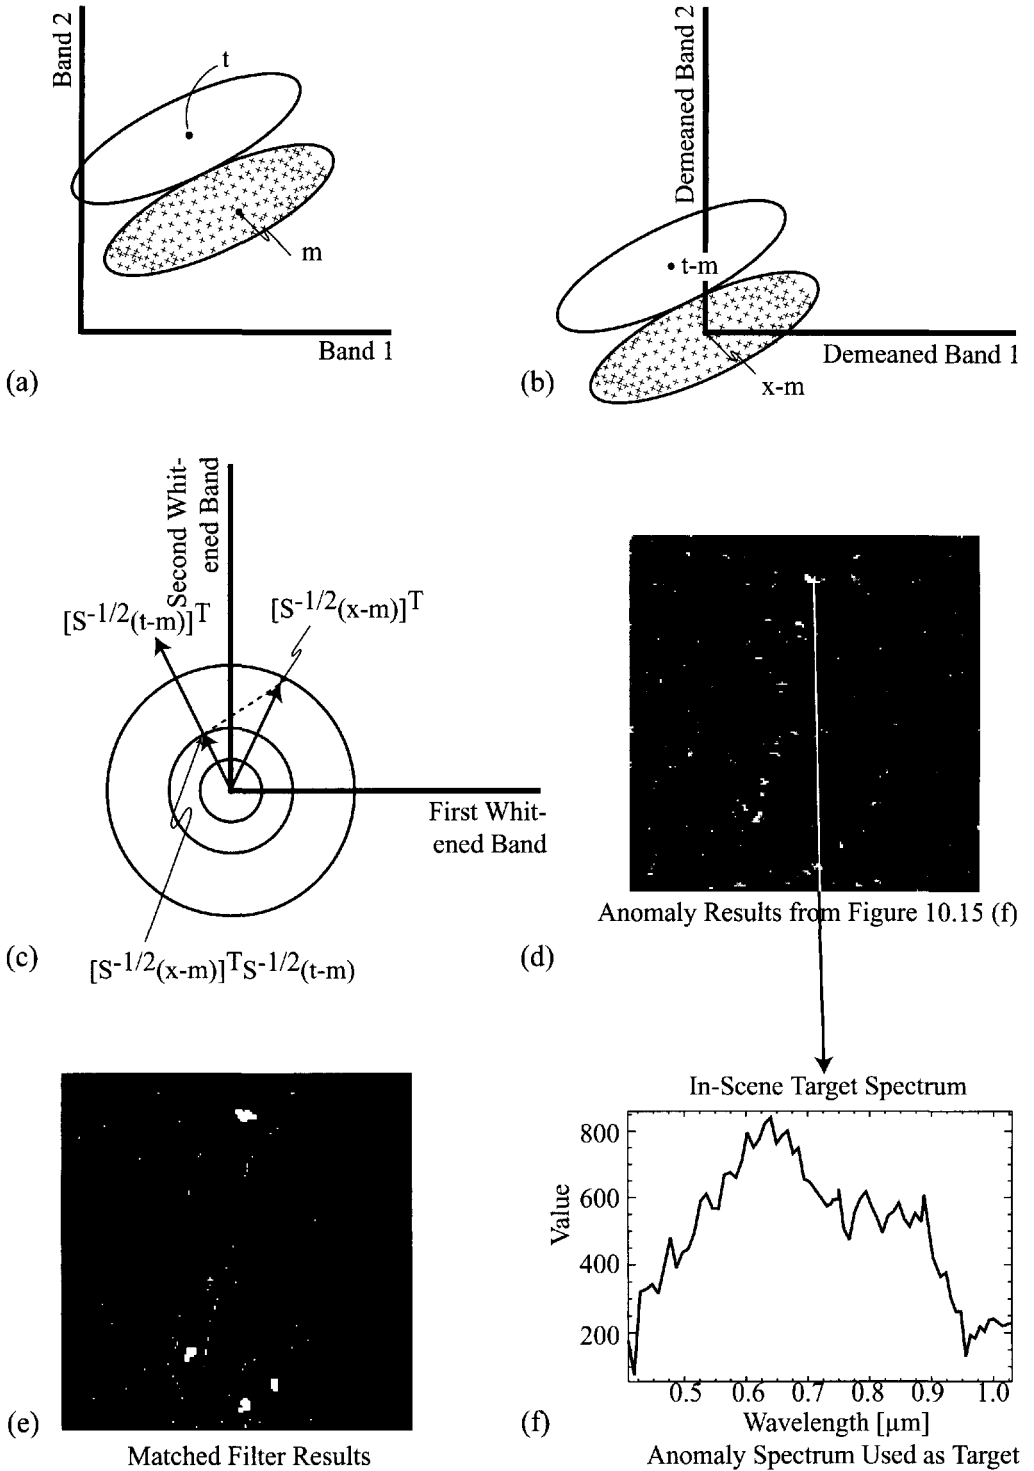 Band 2
t
m
Band 1
(a)
Demeaned Band 2
t-m
Demeaned Band 1
x-m
(b)
Second Whit-
ened Band
[S-1/2(t-m)]T
[S-1/2(x-m)]T
First Whit-
ened Band
[S-1/2(x-m)]TS-1/2(t-m)
(c)
Anomaly Results from Figure 10.15 (f)
(d)
(e)
Matched Filter Results
In-Scene Target Spectrum
Value
800
600
400
200
0.5 0.6 0.7 0.8 0.9 1.0
Wavelength [µm]
(f)
Anomaly Spectrum Used as Target